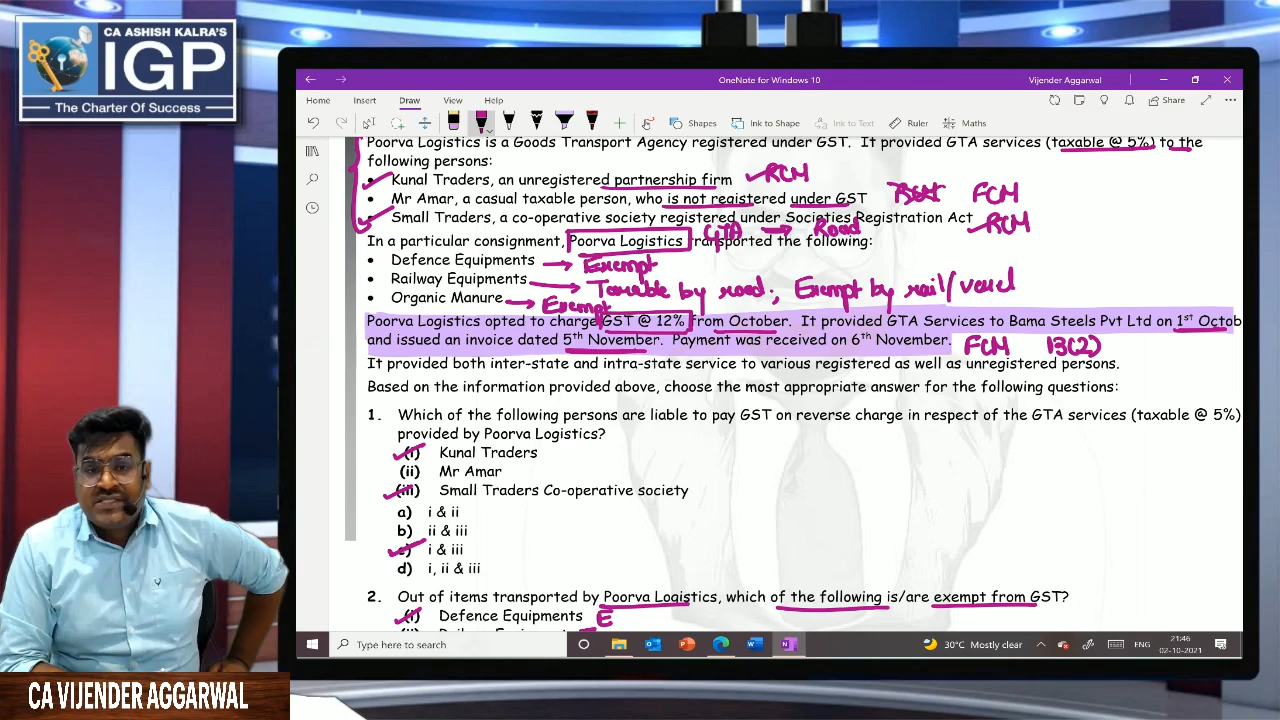 CA ASHISH KALRA'S
IGP
The Charter Of Success
OneNote for Windows 10
Vijender Aggarwal
Home Insert Draw View Help
Share
Shapes Ink to Shape Ink to Text Ruler Maths
Poorva Logistics is a Goods Transport Agency registered under GST. It provided GTA services (taxable @ 5%) to the
following persons:
• Kunal Traders, an unregistered partnership firm RCM
• Mr Amar, a casual taxable person, who is not registered under GST FCM
• Small Traders, a co-operative society registered under Societies Registration Act RCM
GTA → Road
In a particular consignment, Poorva Logistics transported the following:
• Defence Equipments → Exempt
• Railway Equipments → Taxable by road; Exempt by rail/vessel
• Organic Manure → Exempt
Poorva Logistics opted to charge GST @ 12% from October. It provided GTA Services to Bama Steels Pvt Ltd on 1st Octob
and issued an invoice dated 5th November. Payment was received on 6th November. FCM 13(2)
It provided both inter-state and intra-state service to various registered as well as unregistered persons.
Based on the information provided above, choose the most appropriate answer for the following questions:
1. Which of the following persons are liable to pay GST on reverse charge in respect of the GTA services (taxable @ 5%)
provided by Poorva Logistics?
(i) Kunal Traders
(ii) Mr Amar
(iii) Small Traders Co-operative society
a) i & ii
b) ii & iii
c) i & iii
d) i, ii & iii
2. Out of items transported by Poorva Logistics, which of the following is/are exempt from GST?
(i) Defence Equipments E
Type here to search
30°C Mostly clear
ENG
21:46
02-10-2021
CA VIJENDER AGGARWAL